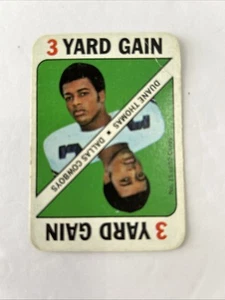 3 YARD GAIN
DUANE THOMAS ★ DALLAS COWBOYS
3 YARD GAIN